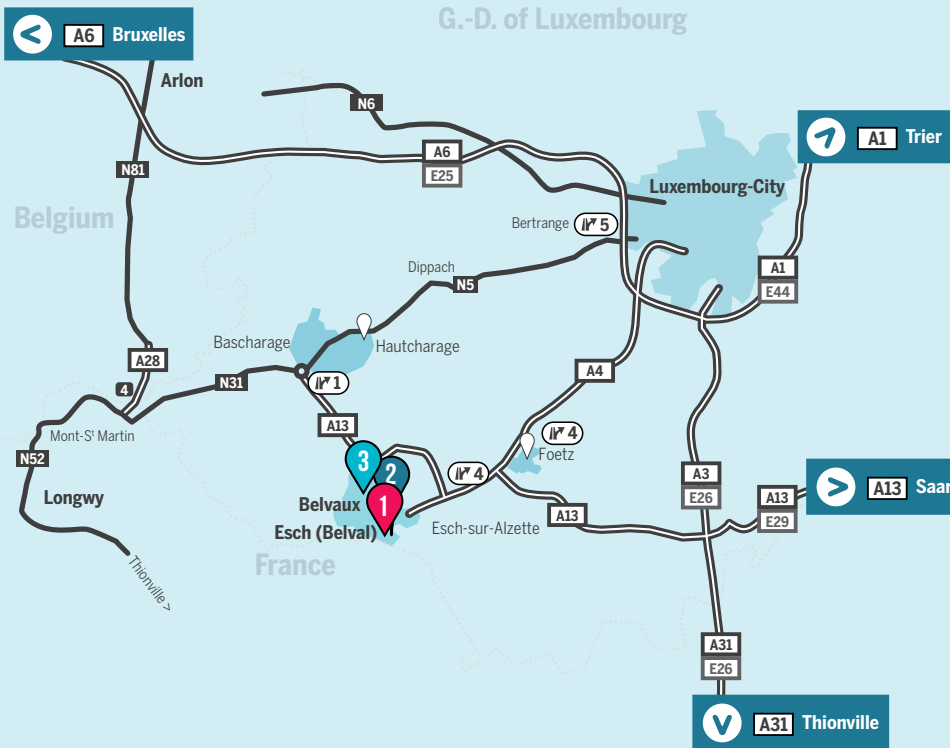 G.-D. of Luxembourg
A6 Bruxelles
Arlon
N6
A1 Trier
A6
E25
N81
Luxembourg-City
Belgium
Bertrange 5
Dippach
A1
E44
N5
Bascharage
Hautcharage
A28
A4
4
N31
1
Mont-Sᵗ Martin
A13
4
Foetz
N52
3
2
4
A3
E26
A13 Saar
Longwy
Belvaux
1
A13
E29
A13
Esch (Belval)
Esch-sur-Alzette
France
Thionville >
A31
E26
A31 Thionville